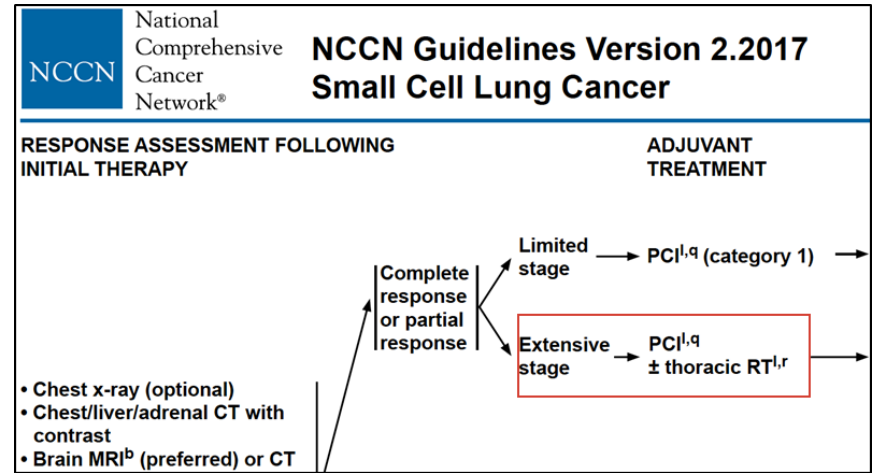 NCCN
National
Comprehensive
Cancer
Network®
NCCN Guidelines Version 2.2017
Small Cell Lung Cancer
RESPONSE ASSESSMENT FOLLOWING
INITIAL THERAPY
ADJUVANT
TREATMENT
Complete
response
or partial
response
Limited
stage
PCIl,q (category 1)
Extensive
stage
PCIl,q
± thoracic RTl,r
• Chest x-ray (optional)
• Chest/liver/adrenal CT with
contrast
• Brain MRIb (preferred) or CT